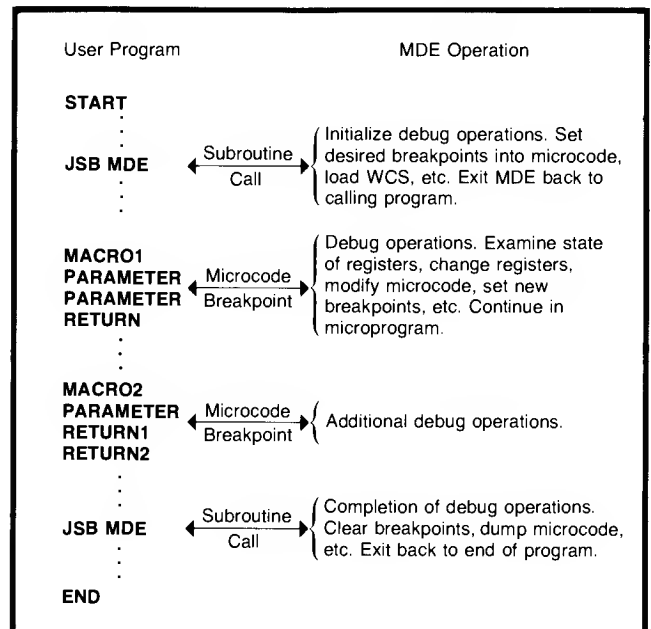 User Program
MDE Operation
START
JSB MDE
Subroutine
Call
Initialize debug operations. Set
desired breakpoints into microcode,
load WCS, etc. Exit MDE back to
calling program.
MACRO1
PARAMETER
PARAMETER
RETURN
Microcode
Breakpoint
Debug operations. Examine state
of registers, change registers,
modify microcode, set new
breakpoints, etc. Continue in
microprogram.
MACRO2
PARAMETER
RETURN1
RETURN2
Microcode
Breakpoint
Additional debug operations.
JSB MDE
Subroutine
Call
Completion of debug operations.
Clear breakpoints, dump microcode,
etc. Exit back to end of program.
END